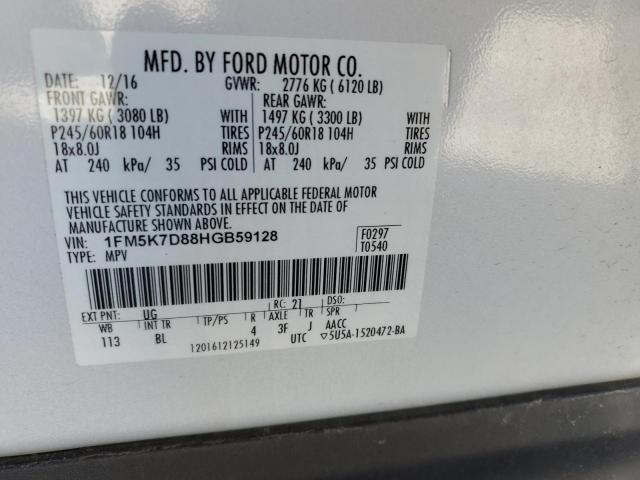 MFD. BY FORD MOTOR CO.
DATE: 12/16 GVWR: 2776 KG ( 6120 LB)
FRONT GAWR: REAR GAWR:
1397 KG ( 3080 LB) WITH 1497 KG ( 3300 LB) WITH
P245/60R18 104H TIRES P245/60R18 104H TIRES
18x8.0J RIMS 18x8.0J RIMS
AT 240 kPa/ 35 PSI COLD AT 240 kPa/ 35 PSI COLD
THIS VEHICLE CONFORMS TO ALL APPLICABLE FEDERAL MOTOR
VEHICLE SAFETY STANDARDS IN EFFECT ON THE DATE OF
MANUFACTURE SHOWN ABOVE.
VIN: 1FM5K7D88HGB59128 F0297
TYPE: MPV T0540
EXT PNT: UG RC: 21 DSO:
WB INT TR TP/PS R AXLE TR SPR
113 BL 4 3F J AACC
1201612125149 UTC ▽5U5A-1520472-BA